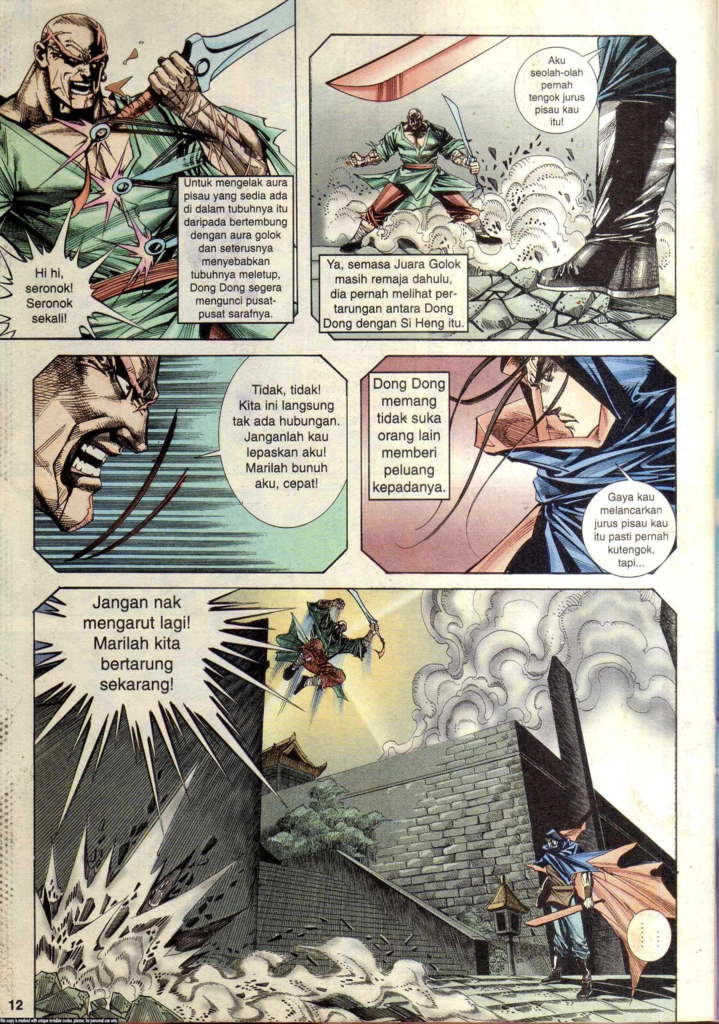 Hi hi,
seronok!
Seronok
sekali!
Untuk mengelak aura
pisau yang sedia ada
di dalam tubuhnya itu
daripada bertembung
dengan aura golok
dan seterusnya
menyebabkan
tubuhnya meletup,
Dong Dong segera
mengunci pusat-
pusat sarafnya.
Aku
seolah-olah
pernah
tengok jurus
pisau kau
itu!
Ya, semasa Juara Golok
masih remaja dahulu,
dia pernah melihat per-
tarungan antara Dong
Dong dengan Si Heng itu.
Tidak, tidak!
Kita ini langsung
tak ada hubungan.
Janganlah kau
lepaskan aku!
Marilah bunuh
aku, cepat!
Dong Dong
memang
tidak suka
orang lain
memberi
peluang
kepadanya.
Gaya kau
melancarkan
jurus pisau kau
itu pasti pernah
kutengok,
tapi...
Jangan nak
mengarut lagi!
Marilah kita
bertarung
sekarang!
......
12